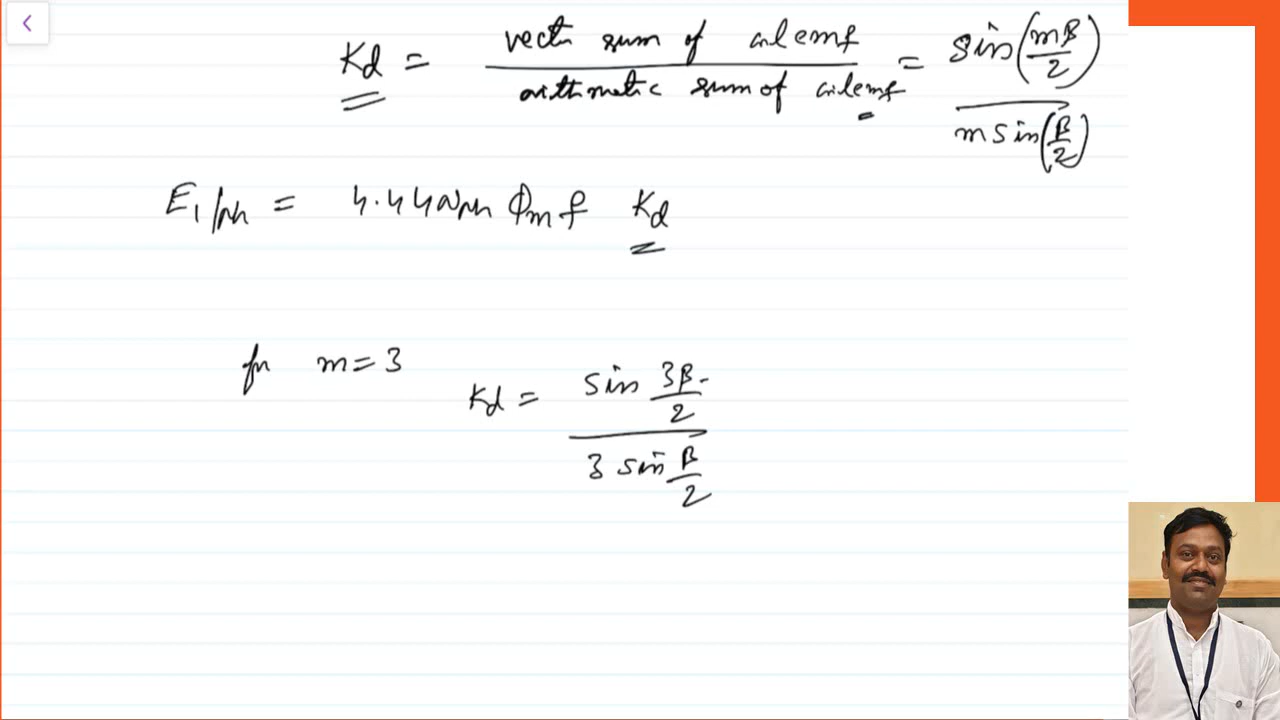 Kd = vect sum of coil emf / arithmetic sum of coil emf = sin(mβ/2) / m sin(β/2)
E1/ph = 4.44 Nph Φm f Kd
for m = 3
Kd = sin 3β/2 / 3 sin β/2